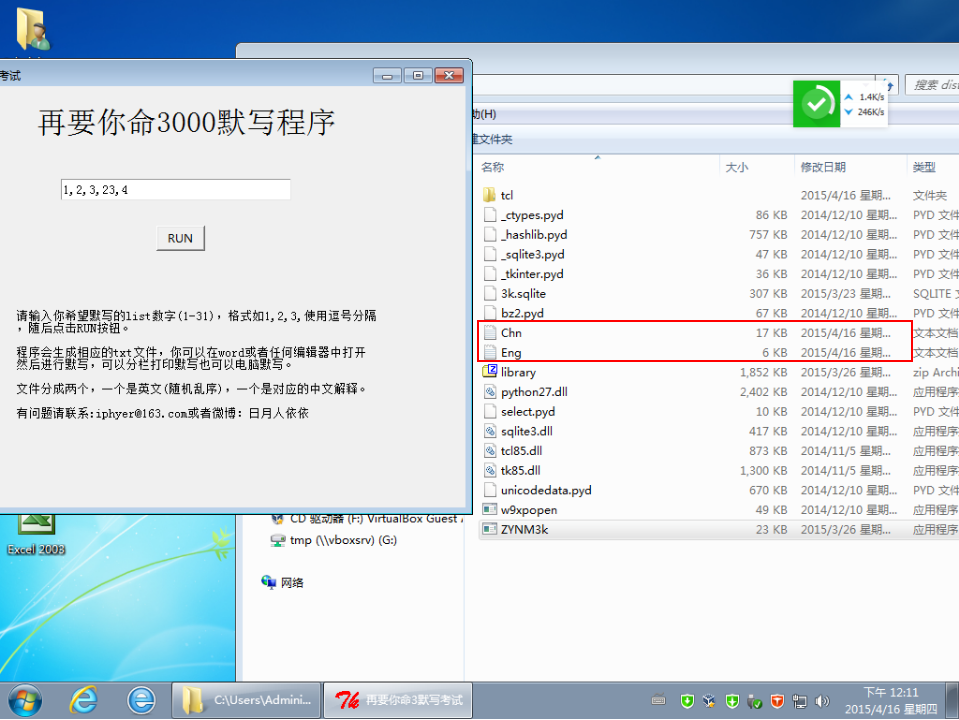 考试
再要你命3000默写程序
1,2,3,23,4
RUN
请输入你希望默写的list数字(1-31), 格式如1,2,3,使用逗号分隔
, 随后点击RUN按钮。
程序会生成相应的txt文件, 你可以在word或者任何编辑器中打开
然后进行默写, 可以分栏打印默写也可以电脑默写。
文件分成两个, 一个是英文(随机乱序), 一个是对应的中文解释。
有问题请联系:iphyer@163.com或者微博: 日月人依依
搜索 dist
1.4K/s
246K/s
助(H)
建文件夹
名称 大小 修改日期 类型
tcl 2015/4/16 星期... 文件夹
_ctypes.pyd 86 KB 2014/12/10 星期... PYD 文件
_hashlib.pyd 757 KB 2014/12/10 星期... PYD 文件
_sqlite3.pyd 47 KB 2014/12/10 星期... PYD 文件
_tkinter.pyd 36 KB 2014/12/10 星期... PYD 文件
3k.sqlite 307 KB 2015/3/23 星期... SQLITE
bz2.pyd 67 KB 2014/12/10 星期... PYD 文件
Chn 17 KB 2015/4/16 星期... 文本文档
Eng 6 KB 2015/4/16 星期... 文本文档
library 1,852 KB 2015/3/26 星期... zip Archi
python27.dll 2,402 KB 2014/12/10 星期... 应用程序
select.pyd 10 KB 2014/12/10 星期... PYD 文件
sqlite3.dll 417 KB 2014/12/10 星期... 应用程序
tcl85.dll 873 KB 2014/11/5 星期... 应用程序
tk85.dll 1,300 KB 2014/11/5 星期... 应用程序
unicodedata.pyd 670 KB 2014/12/10 星期... PYD 文件
w9xpopen 49 KB 2014/12/10 星期... 应用程序
ZYNM3k 23 KB 2015/3/26 星期... 应用程序
CD 驱动器 (F:) VirtualBox Guest
tmp (\\vboxsrv) (G:)
网络
Excel 2003
C:\Users\Admini...
再要你命3默写考试
下午 12:11
2015/4/16 星期四